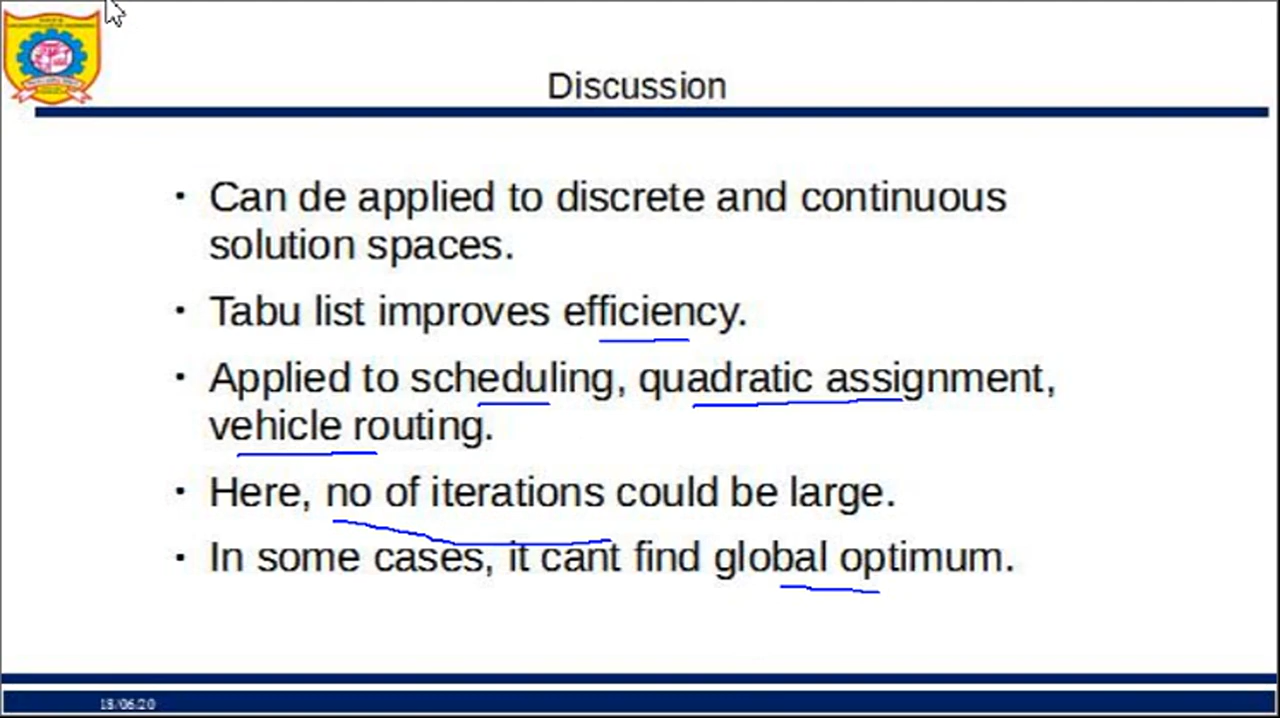 Discussion
· Can de applied to discrete and continuous
solution spaces.
· Tabu list improves efficiency.
· Applied to scheduling, quadratic assignment,
vehicle routing.
· Here, no of iterations could be large.
· In some cases, it cant find global optimum.
18/06/20